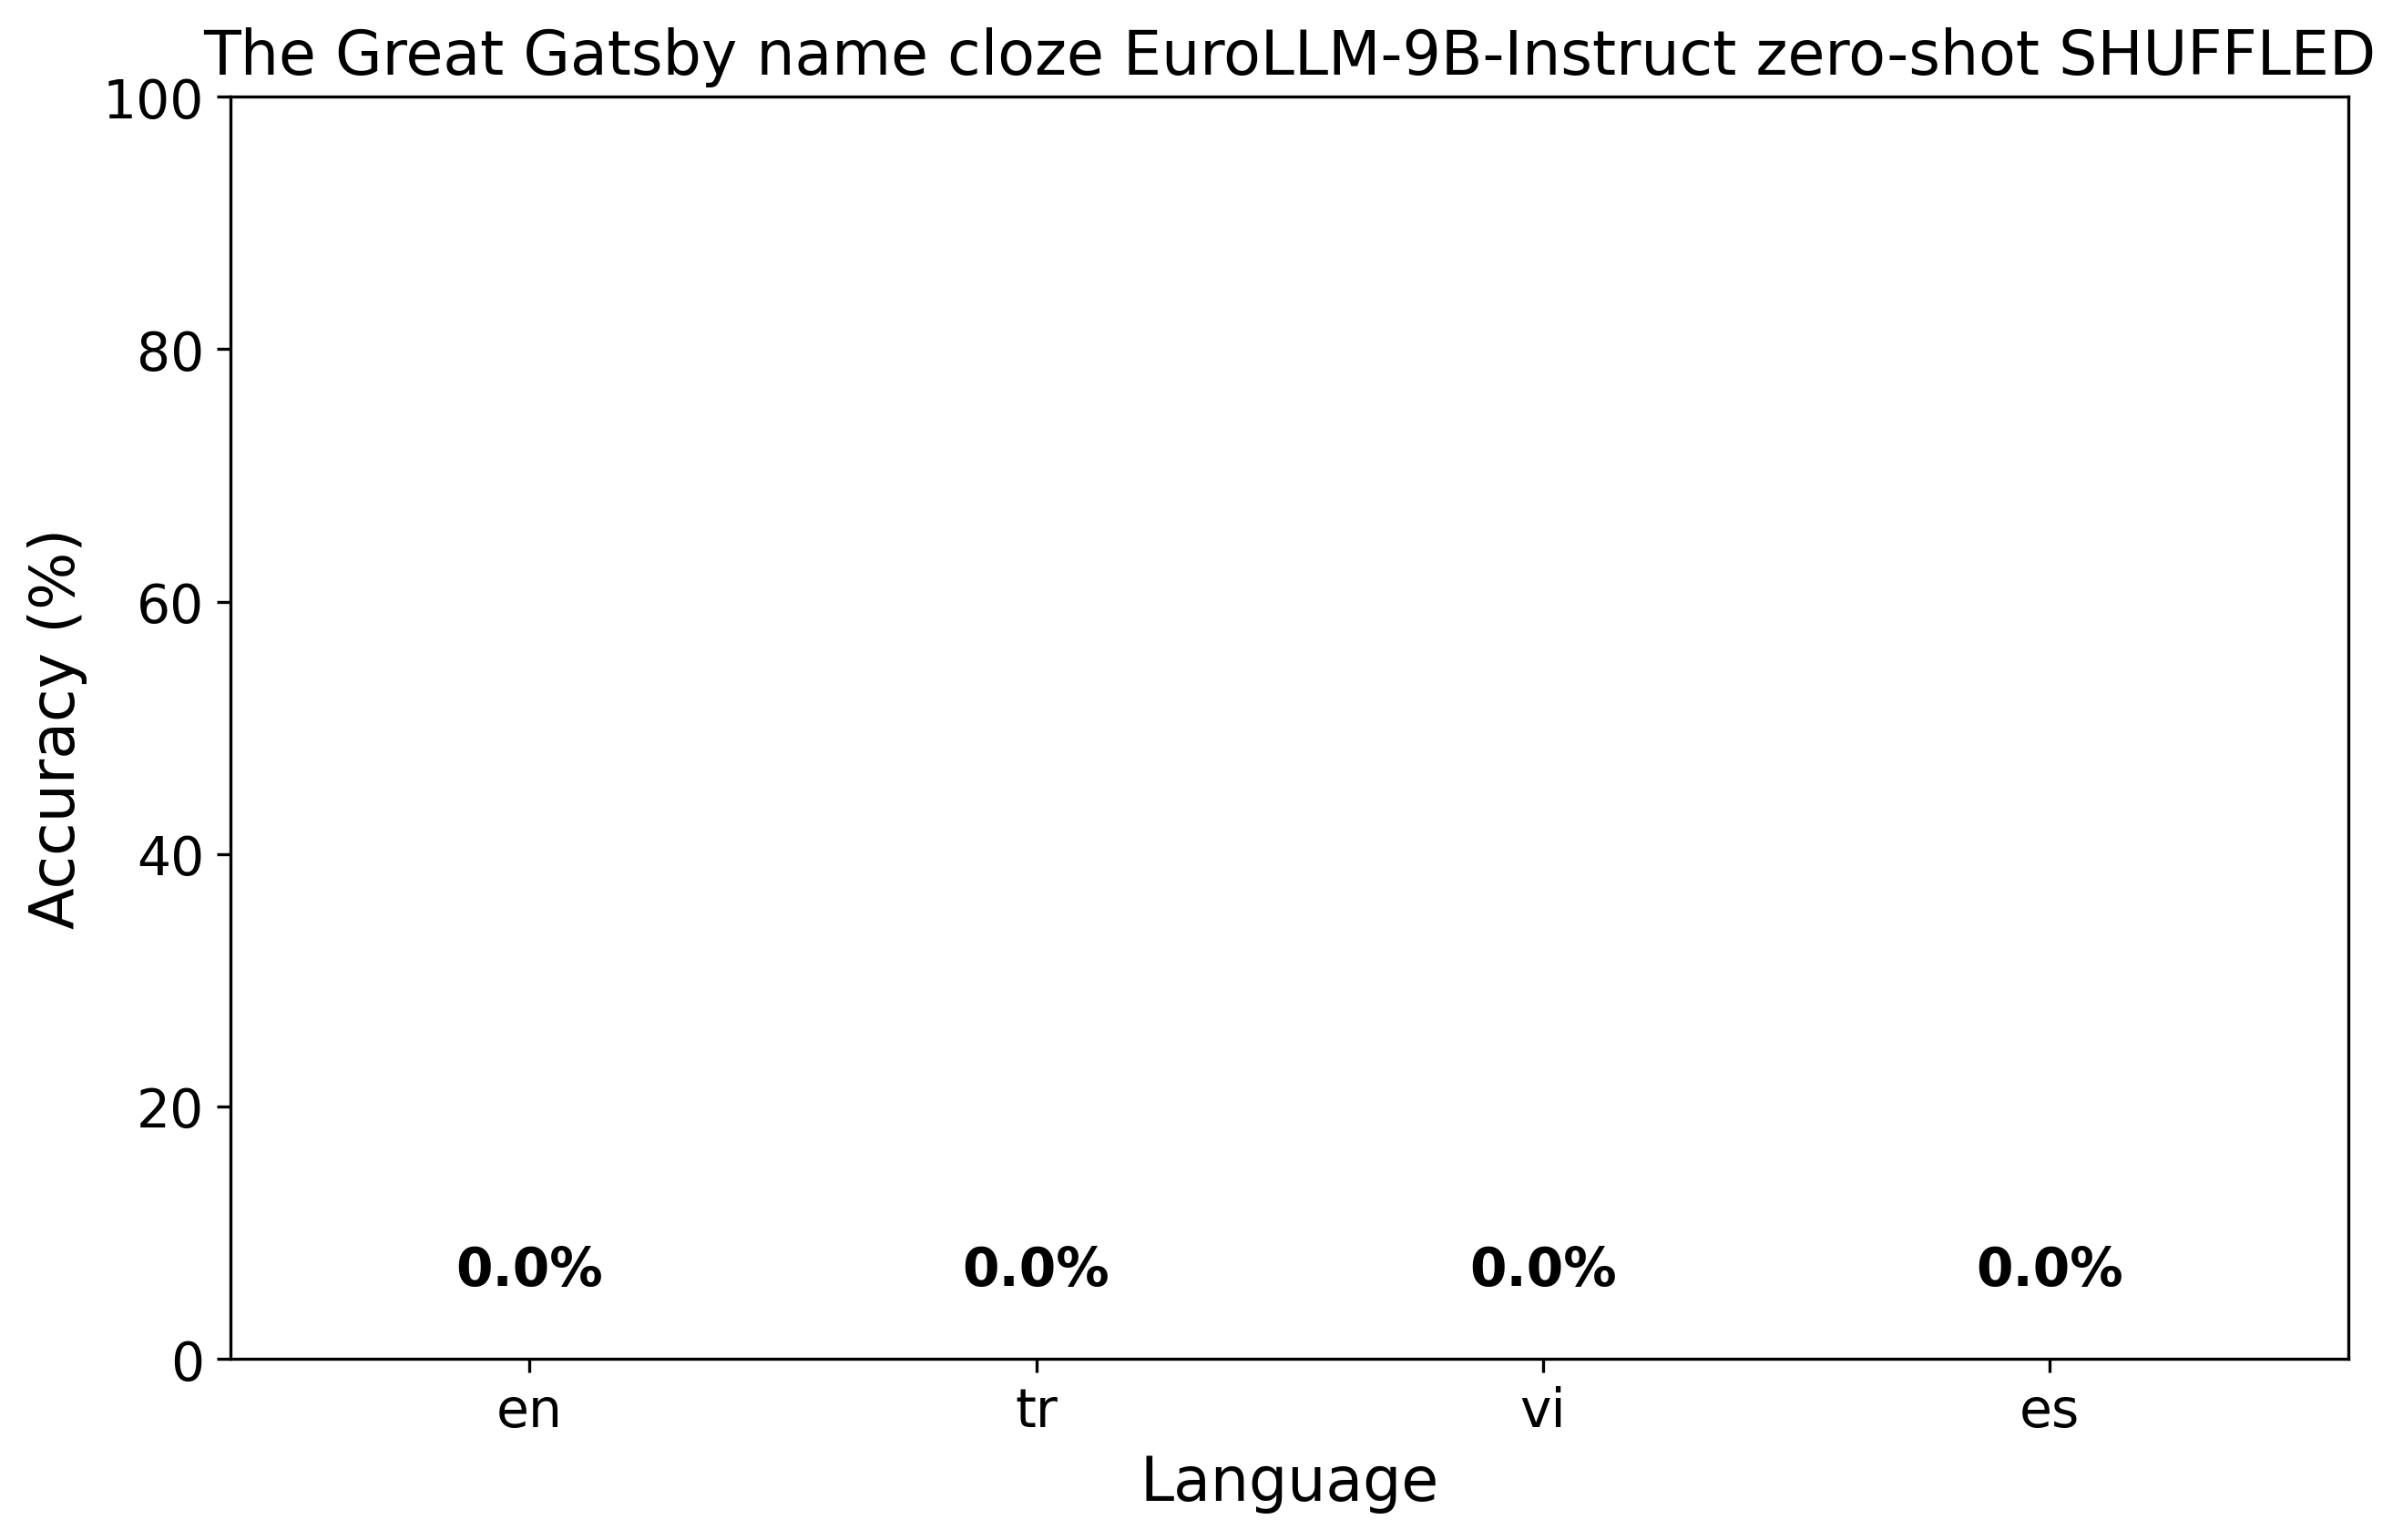 The Great Gatsby name cloze EuroLLM-9B-Instruct zero-shot SHUFFLED
100
80
60
40
20
0
Accuracy (%)
0.0% 0.0% 0.0% 0.0%
en tr vi es
Language